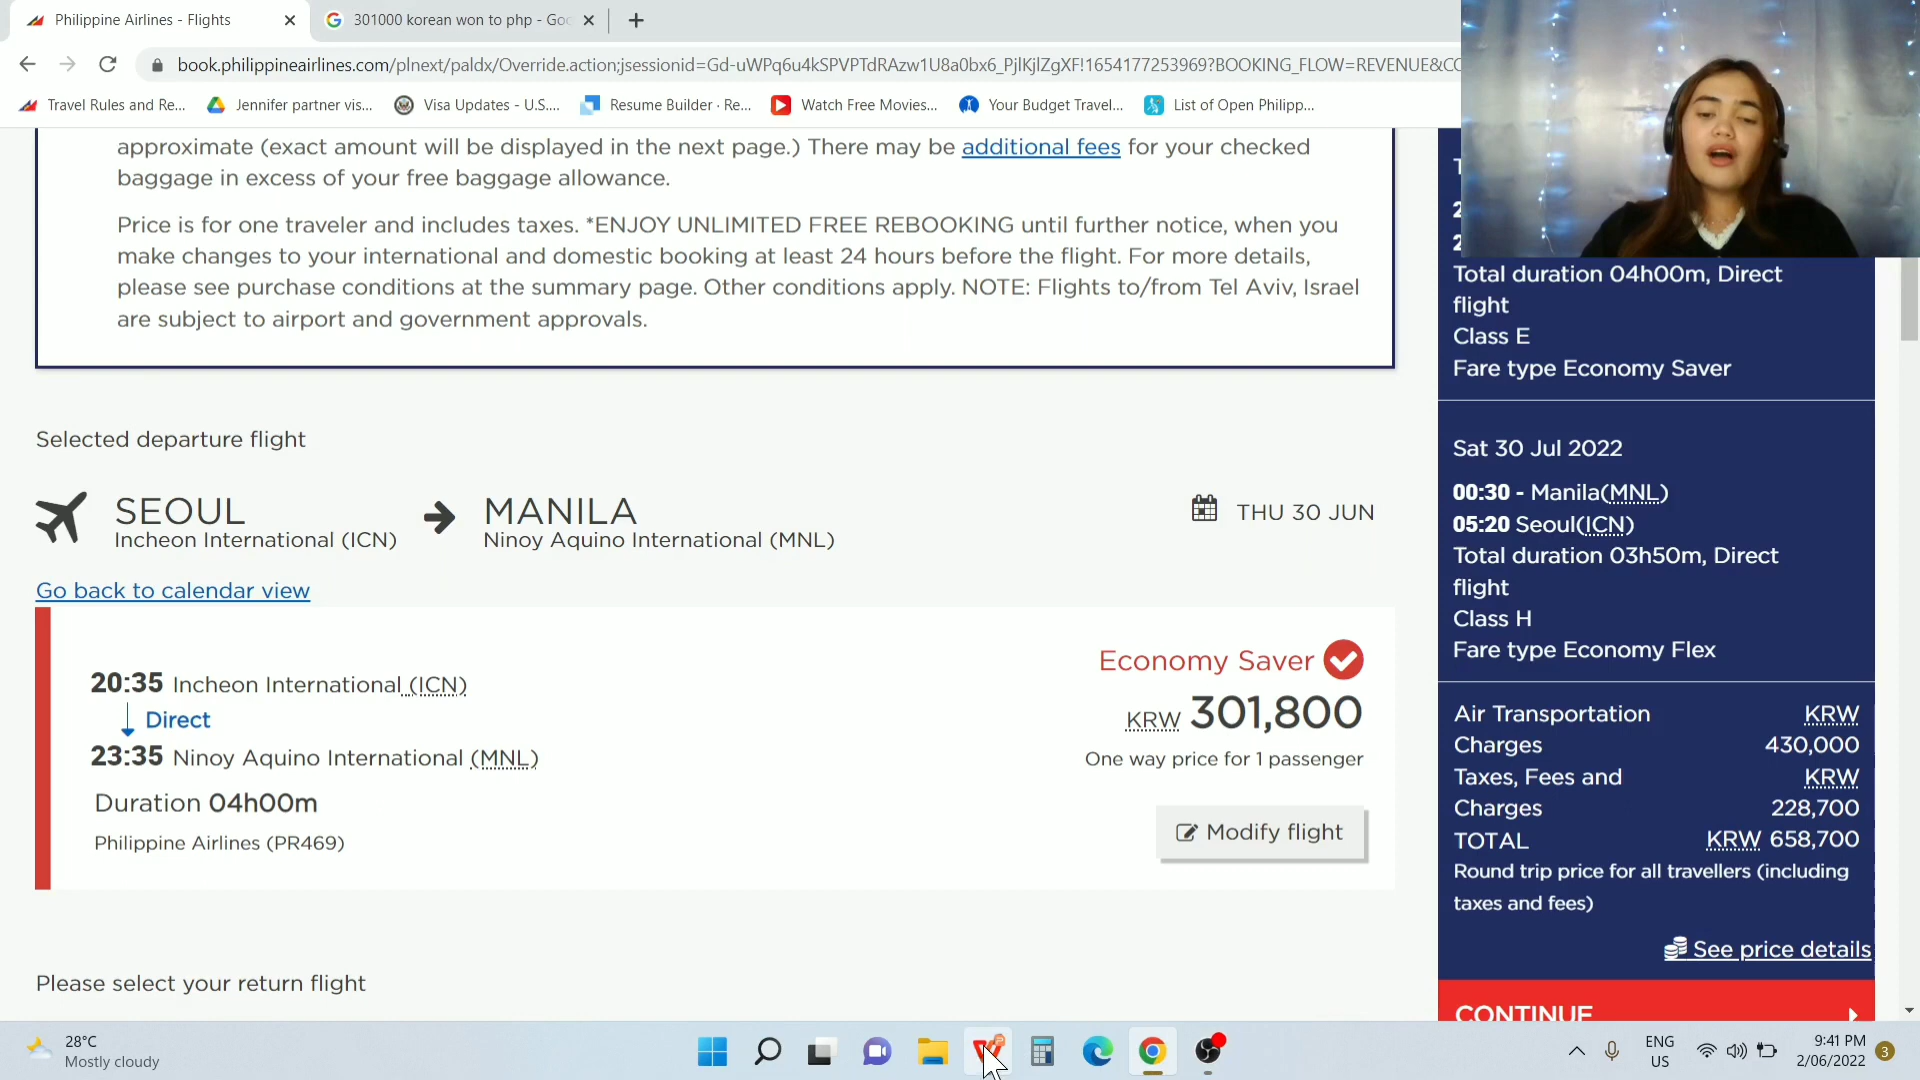 Philippine Airlines - Flights
301000 korean won to php - Goo
book.philippineairlines.com/plnext/paldx/Override.action;jsessionid=Gd-uWPq6u4kSPVPTdRAzw1U8a0bx6_PjlKjlZgXF!1654177253969?BOOKING_FLOW=REVENUE&CO
Travel Rules and Re...
Jennifer partner vis...
Visa Updates - U.S....
Resume Builder · Re...
Watch Free Movies...
Your Budget Travel...
List of Open Philipp...
approximate (exact amount will be displayed in the next page.) There may be additional fees for your checked
baggage in excess of your free baggage allowance.
Price is for one traveler and includes taxes. *ENJOY UNLIMITED FREE REBOOKING until further notice, when you
make changes to your international and domestic booking at least 24 hours before the flight. For more details,
please see purchase conditions at the summary page. Other conditions apply. NOTE: Flights to/from Tel Aviv, Israel
are subject to airport and government approvals.
Selected departure flight
SEOUL
Incheon International (ICN)
MANILA
Ninoy Aquino International (MNL)
THU 30 JUN
Go back to calendar view
20:35 Incheon International (ICN)
Direct
23:35 Ninoy Aquino International (MNL)
Duration 04h00m
Philippine Airlines (PR469)
Economy Saver
KRW 301,800
One way price for 1 passenger
Modify flight
Please select your return flight
Total duration 04h00m, Direct
flight
Class E
Fare type Economy Saver
Sat 30 Jul 2022
00:30 - Manila(MNL)
05:20 Seoul(ICN)
Total duration 03h50m, Direct
flight
Class H
Fare type Economy Flex
Air Transportation KRW
Charges 430,000
Taxes, Fees and KRW
Charges 228,700
TOTAL KRW 658,700
Round trip price for all travellers (including
taxes and fees)
See price details
CONTINUE
28°C
Mostly cloudy
ENG
US
9:41 PM
2/06/2022
3